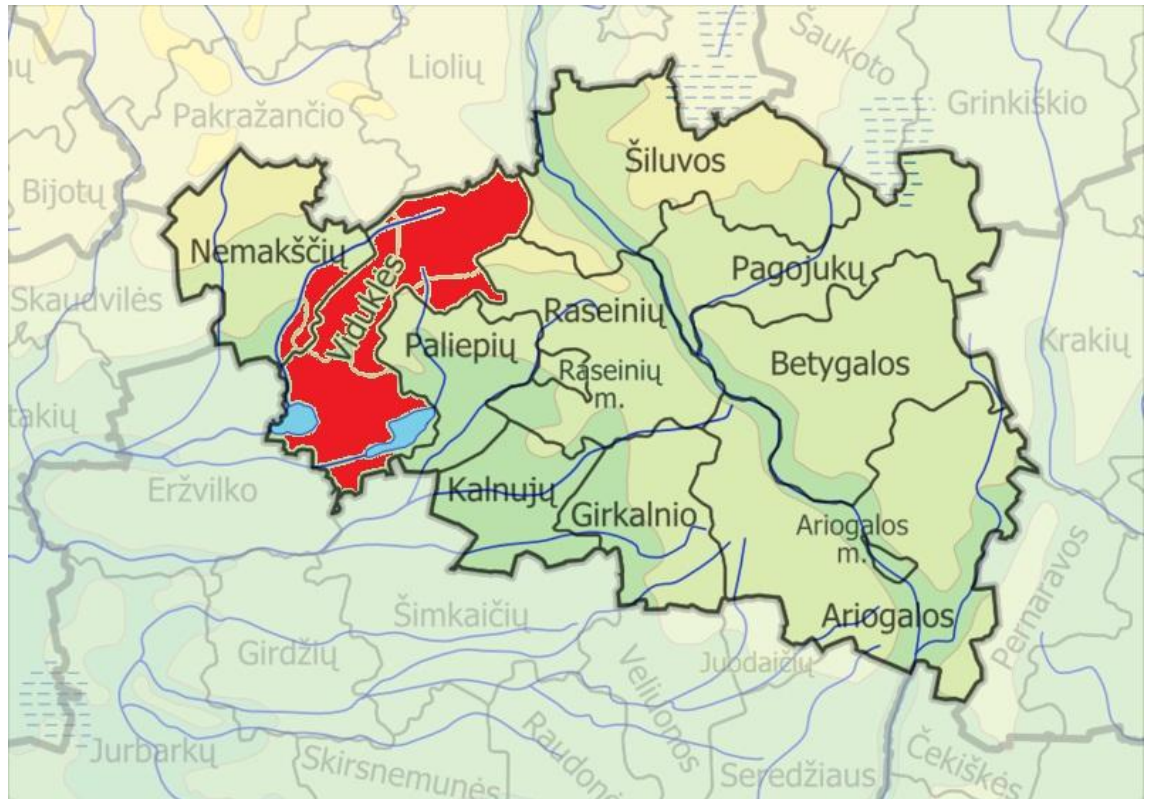 ų
Liolių
Šaukoto
Pakražančio
Grinkiškio
Bijotų
Šiluvos
Nemakščių
Pagojukų
Skaudvilės
Vidukles
Raseinių
Krakių
Paliepių
Betygalos
Raseinių
m.
takių
Eržvilko
Kalnujų
Girkalnio
Ariogalos
m.
Pernaravos
Šimkaičių
Ariogalos
Girdžių
Veliuonos
Juodaičių
Jurbarkų
Skirsnemunės
Raudonė
Seredžiaus
Čekiškės